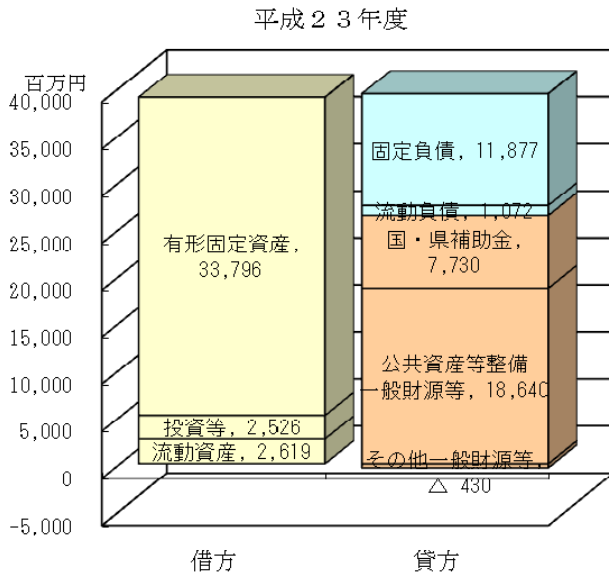 平成２３年度
百万円
40,000
35,000
30,000
25,000
20,000
15,000
10,000
5,000
0
-5,000
有形固定資産,
33,796
投資等, 2,526
流動資産, 2,619
固定負債, 11,877
流動負債, 1,072
国・県補助金,
7,730
公共資産等整備
一般財源等, 18,640
その他一般財源等,
△ 430
借方
貸方